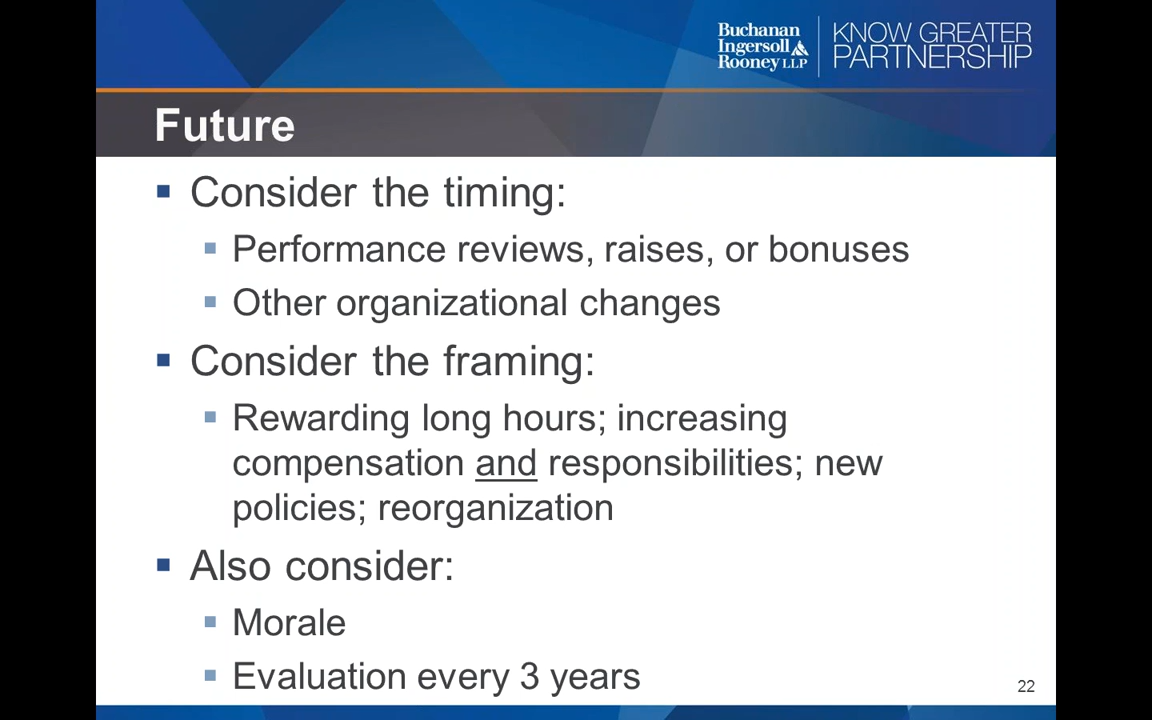 Buchanan
Ingersoll
Rooney LLP
KNOW GREATER
PARTNERSHIP
Future
Consider the timing:
Performance reviews, raises, or bonuses
Other organizational changes
Consider the framing:
Rewarding long hours; increasing
compensation and responsibilities; new
policies; reorganization
Also consider:
Morale
Evaluation every 3 years
22